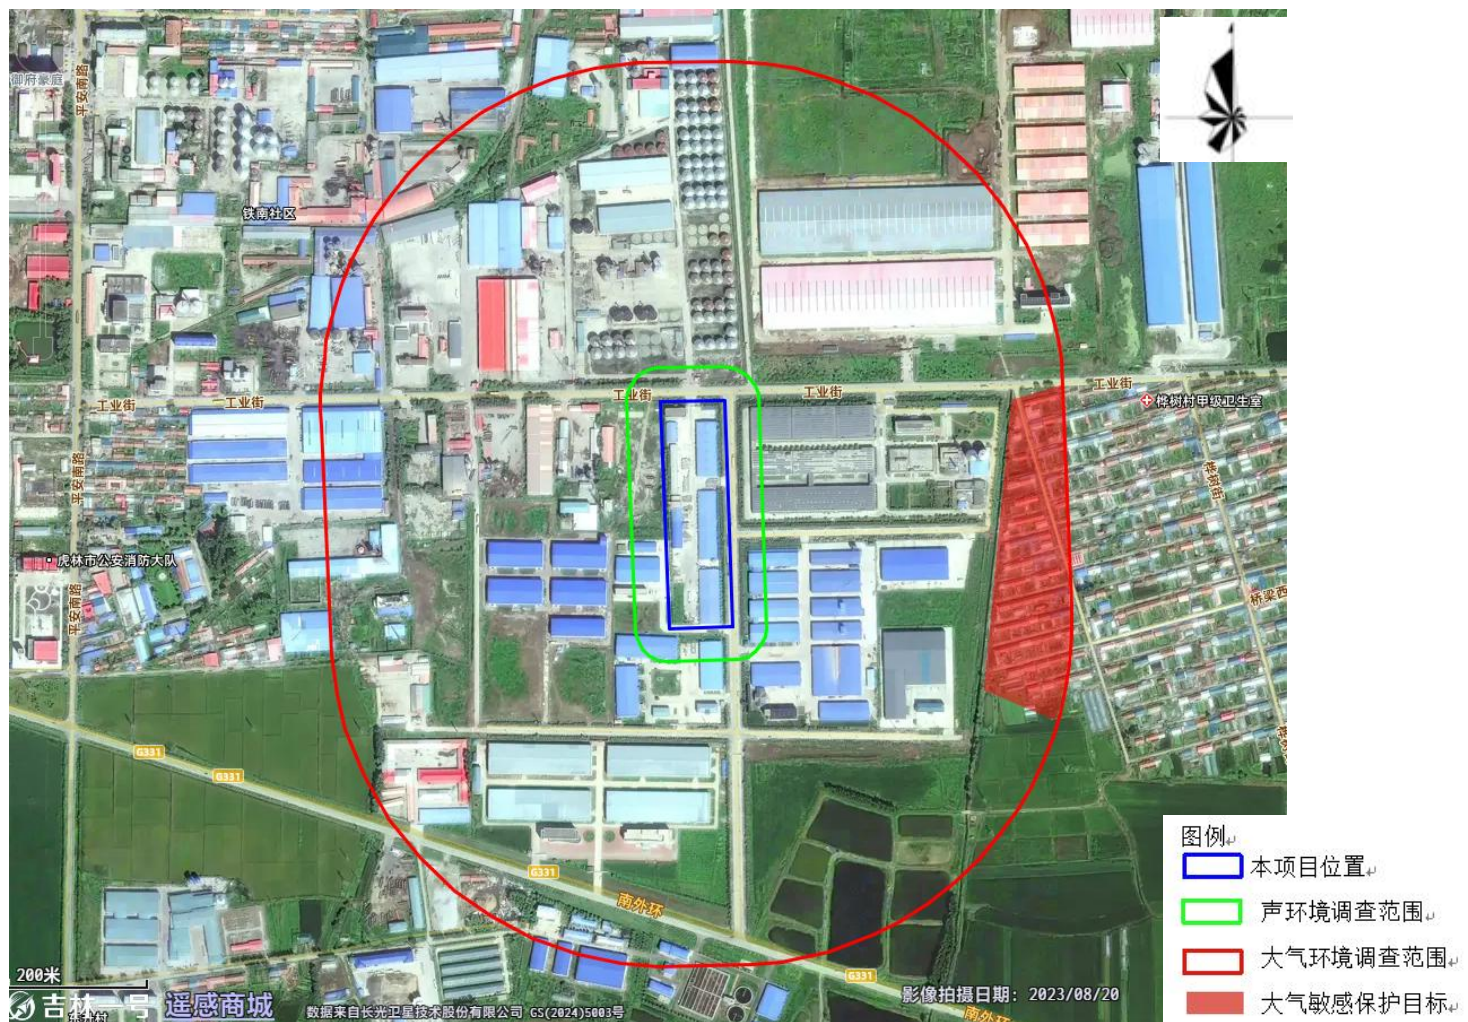 御府豪庭
平安南路
铁南社区
工业街
工业街
工业街
工业街
工业街
桦树村甲级卫生室
平安南路
桦树街
虎林市公安消防大队
平安南路
桥梁西
G331
G331
G331
南外环
G331
南外环
200米
吉林一号 遥感商城
数据来自长光卫星技术股份有限公司 GS(2024)5003号
影像拍摄日期: 2023/08/20
图例
本项目位置
声环境调查范围
大气环境调查范围
大气敏感保护目标